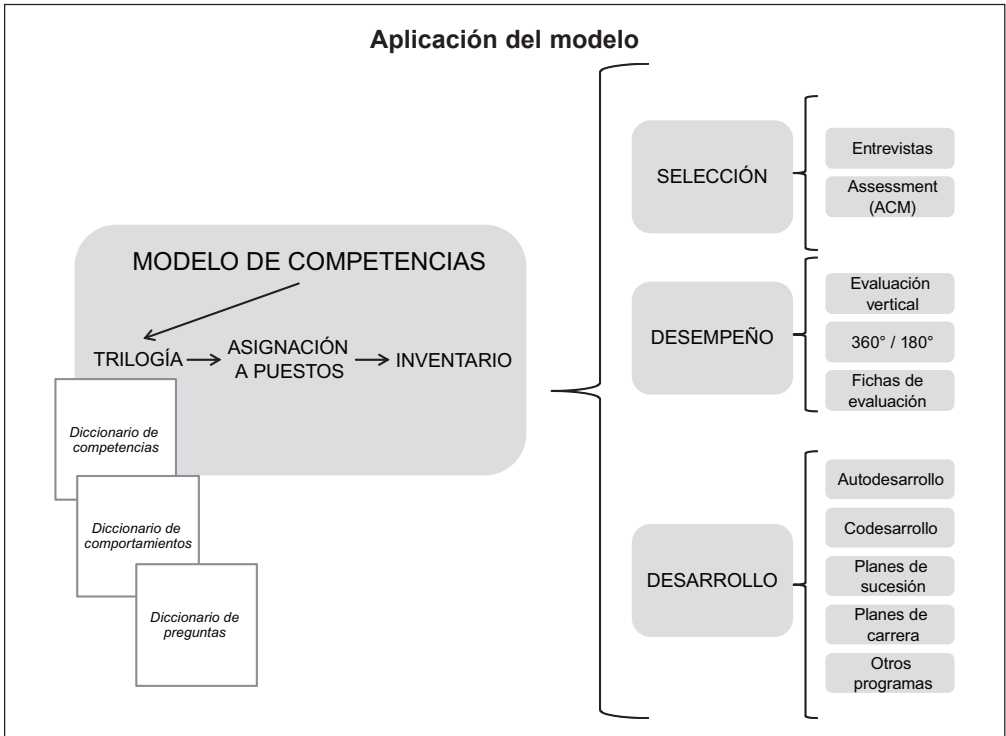 Aplicación del modelo
MODELO DE COMPETENCIAS
TRILOGÍA
ASIGNACIÓN
A PUESTOS
INVENTARIO
Diccionario de
competencias
Diccionario de
comportamientos
Diccionario de
preguntas
SELECCIÓN
Entrevistas
Assessment
(ACM)
DESEMPEÑO
Evaluación
vertical
360° / 180°
Fichas de
evaluación
DESARROLLO
Autodesarrollo
Codesarrollo
Planes de
sucesión
Planes de
carrera
Otros
programas